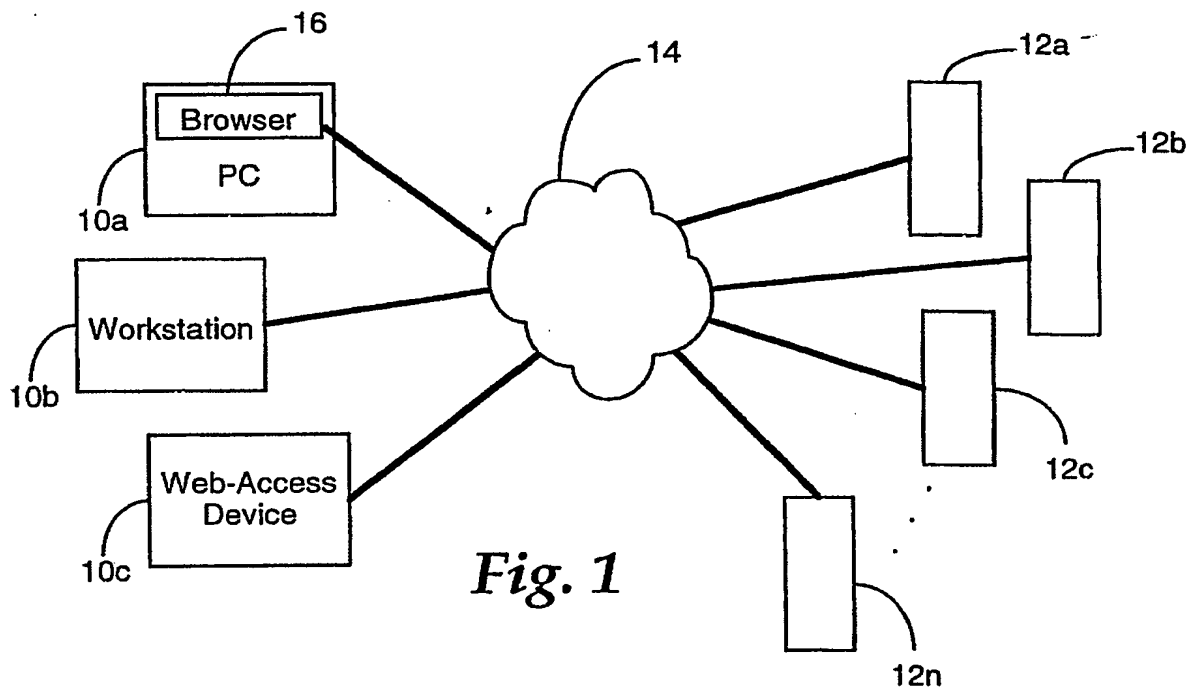 16
Browser
PC
10a
14
12a
12b
Workstation
10b
12c
Web-Access
Device
10c
Fig. 1
12n